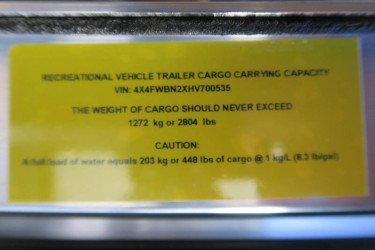 RECREATIONAL VEHICLE TRAILER CARGO CARRYING CAPACITY
VIN: 4X4FWBN2XHV700535
THE WEIGHT OF CARGO SHOULD NEVER EXCEED
1272 kg or 2804 lbs
CAUTION:
A full load of water equals 203 kg or 448 lbs of cargo @ 1 kg/L (8.3 lb/gal)